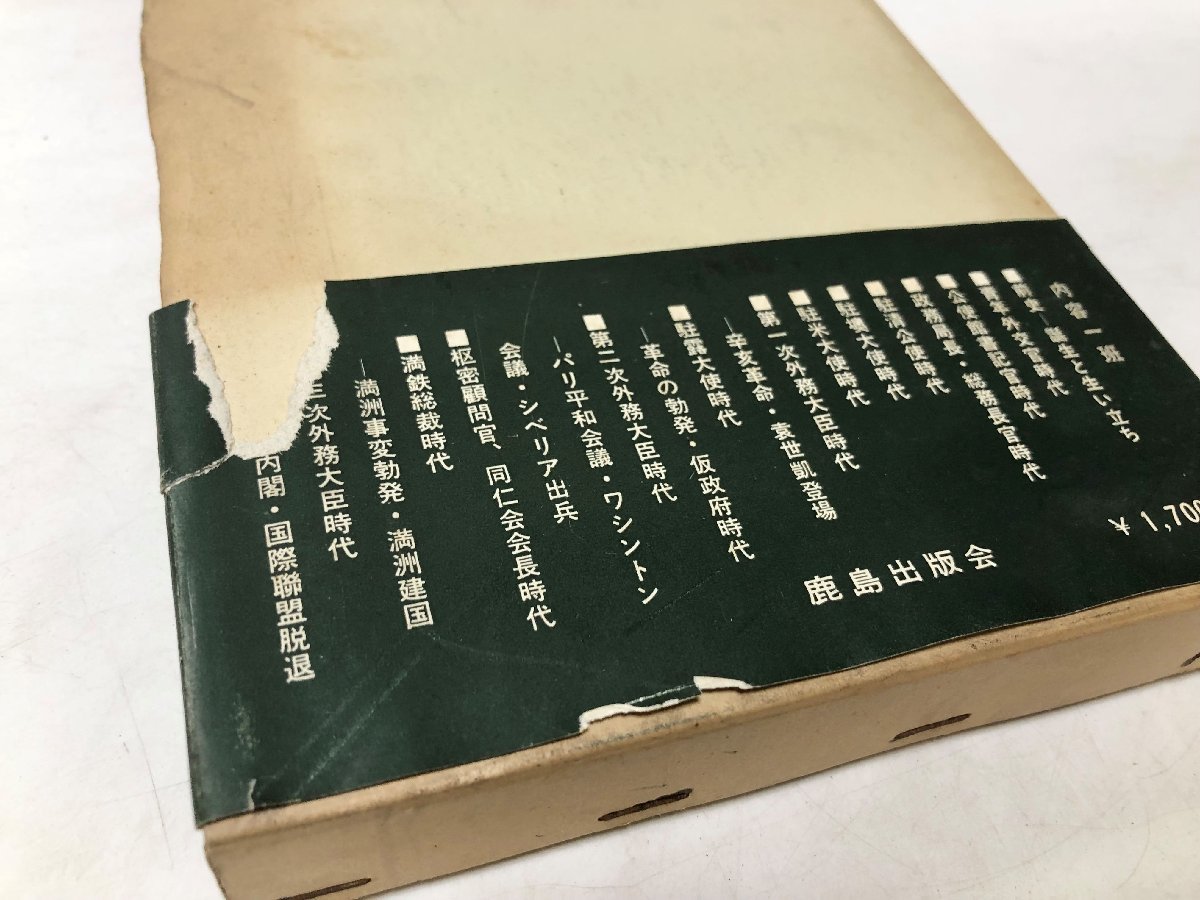 内容一班
■前史―誕生と生い立ち
■青年外交官時代
■公使館書記官時代
■政務局長・総務長官時代
■駐清公使時代
■駐墺大使時代
■駐米大使時代
■第一次外務大臣時代
―辛亥革命・袁世凱登場
■駐露大使時代
―革命の勃発・仮政府時代
■第二次外務大臣時代
―パリ平和会議・ワシントン
会議・シベリア出兵
■枢密顧問官、同仁会会長時代
■満鉄総裁時代
―満洲事変勃発・満洲建国
三次外務大臣時代
内閣・国際聯盟脱退
鹿島出版会
¥1,700